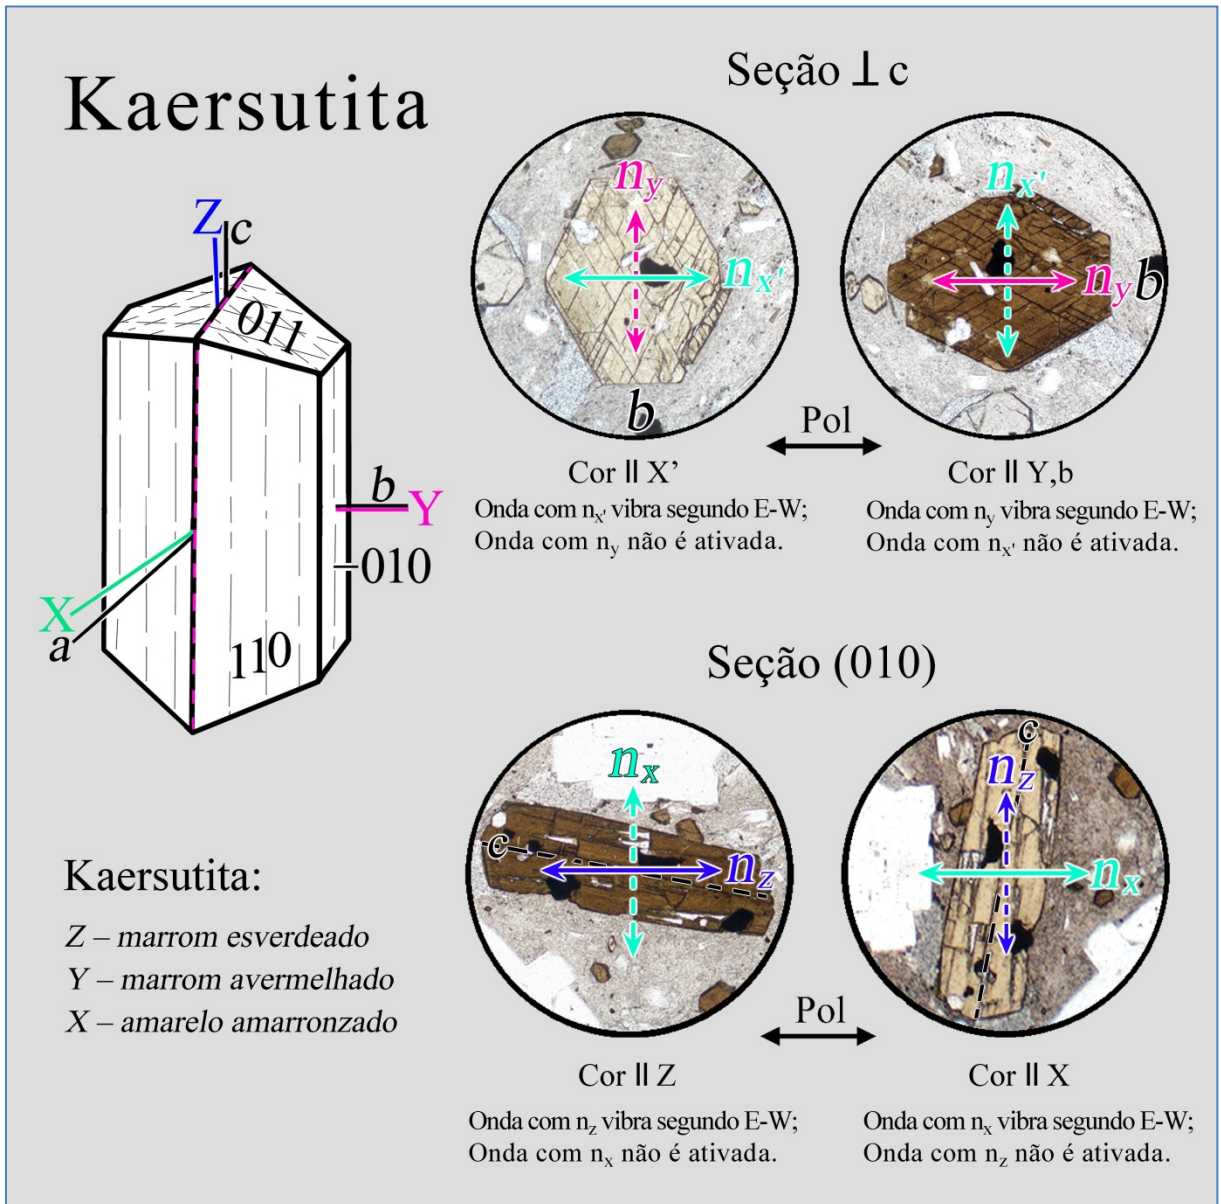 Kaersutita
Seção ⊥ c
Z
c
011
b
Y
010
X
a
110
n_y
n_x'
b
n_x'
n_y
b
Pol
Cor || X’
Onda com n_x' vibra segundo E-W;
Onda com n_y não é ativada.
Cor || Y,b
Onda com n_y vibra segundo E-W;
Onda com n_x' não é ativada.
Seção (010)
n_x
c
n_z
c
n_z
n_x
Pol
Cor || Z
Onda com n_z vibra segundo E-W;
Onda com n_x não é ativada.
Cor || X
Onda com n_x vibra segundo E-W;
Onda com n_z não é ativada.
Kaersutita:
Z – marrom esverdeado
Y – marrom avermelhado
X – amarelo amarronzado